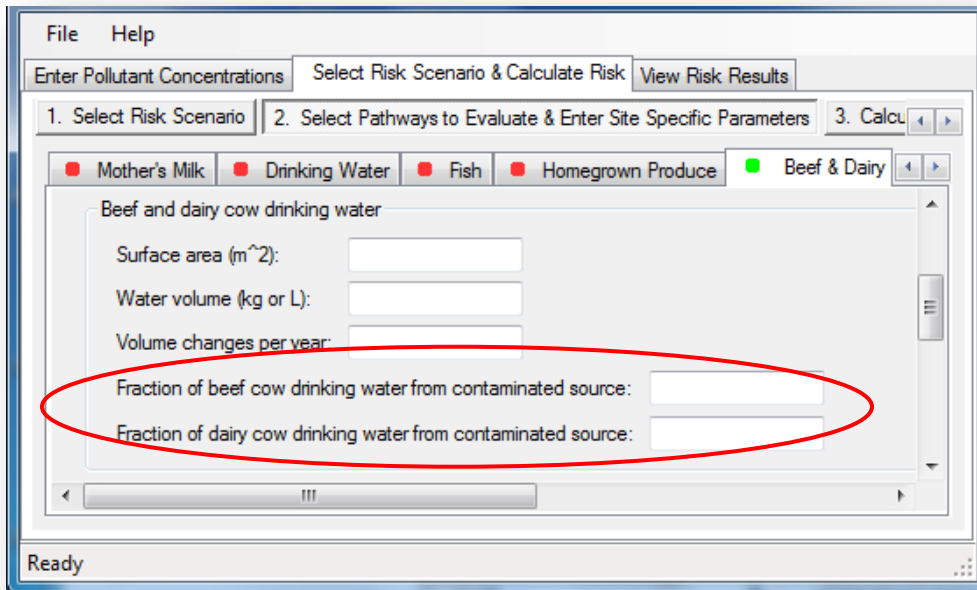 File Help
Enter Pollutant Concentrations Select Risk Scenario & Calculate Risk View Risk Results
1. Select Risk Scenario 2. Select Pathways to Evaluate & Enter Site Specific Parameters 3. Calcu
Mother's Milk Drinking Water Fish Homegrown Produce Beef & Dairy
Beef and dairy cow drinking water
Surface area (m^2):
Water volume (kg or L):
Volume changes per year:
Fraction of beef cow drinking water from contaminated source:
Fraction of dairy cow drinking water from contaminated source:
Ready